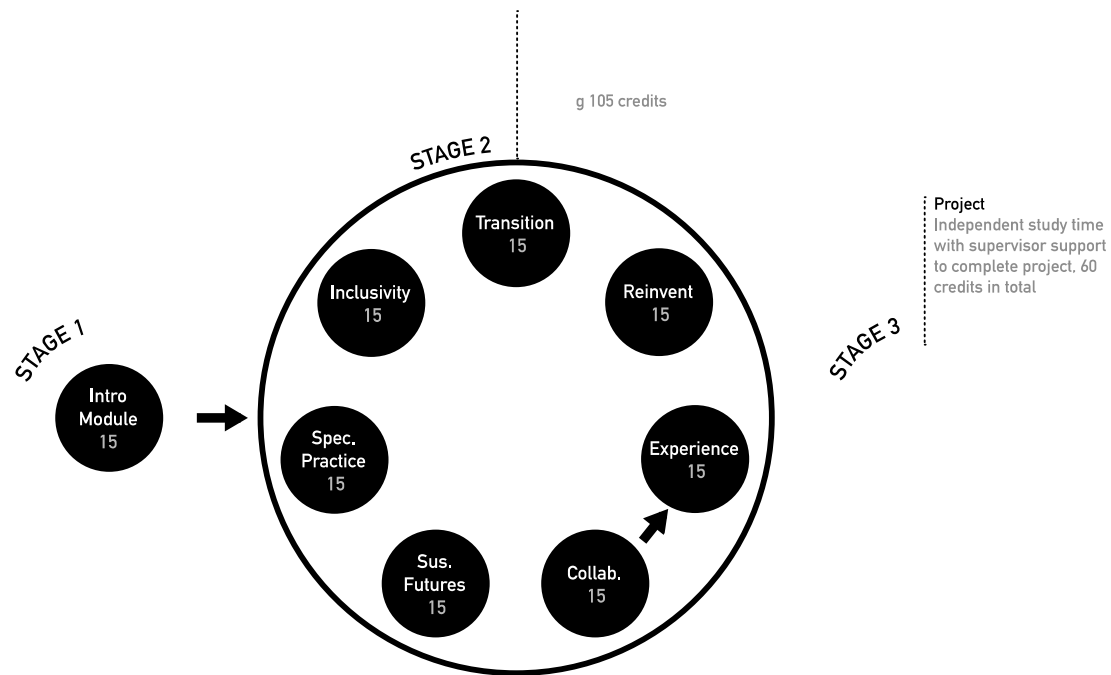 g 105 credits
STAGE 2
Transition
15
Inclusivity
15
Reinvent
15
Project
Independent study time
with supervisor support
to complete project, 60
credits in total
STAGE 1
STAGE 3
Intro
Module
15
Spec.
Practice
15
Experience
15
Sus.
Futures
15
Collab.
15